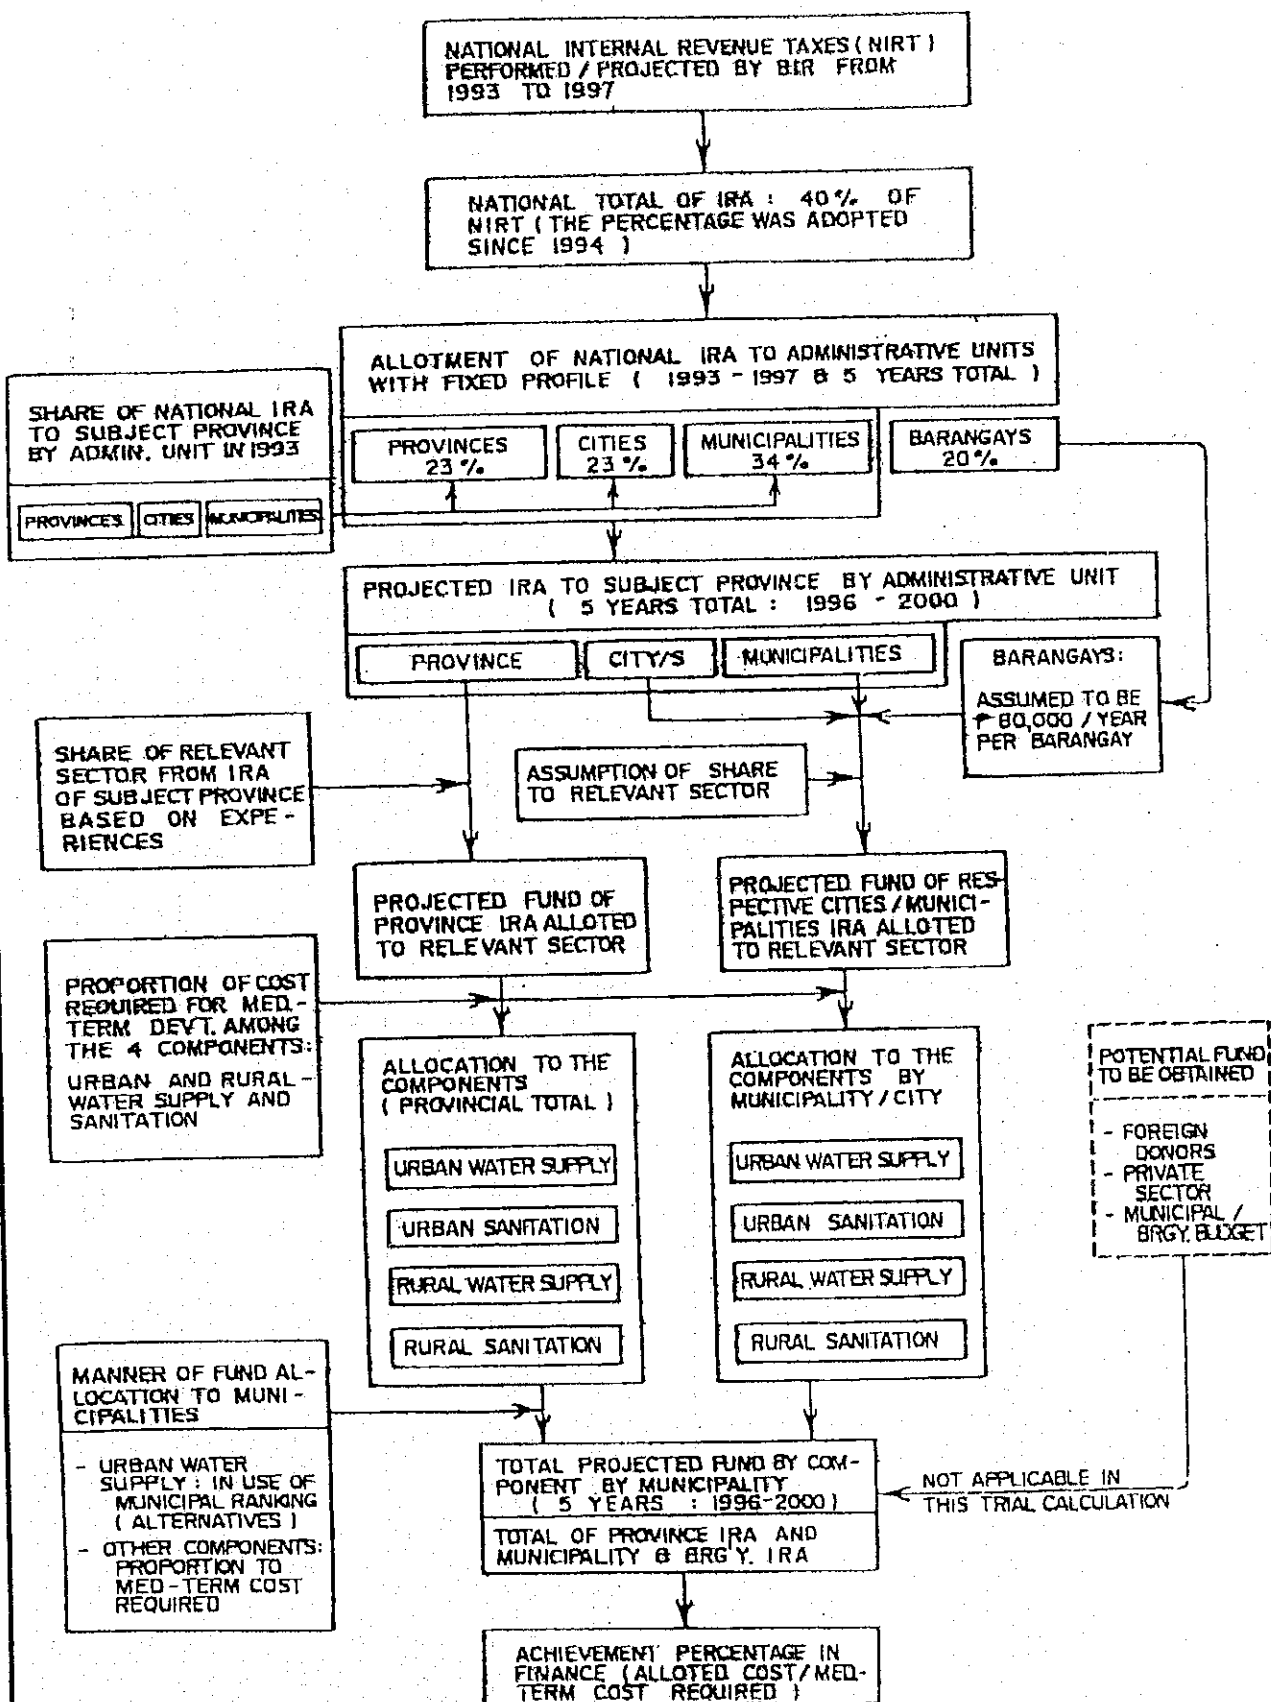 NATIONAL INTERNAL REVENUE TAXES (NIRT)
PERFORMED / PROJECTED BY BIR FROM
1993 TO 1997
NATIONAL TOTAL OF IRA : 40 % OF
NIRT ( THE PERCENTAGE WAS ADOPTED
SINCE 1994 )
ALLOTMENT OF NATIONAL IRA TO ADMINISTRATIVE UNITS
WITH FIXED PROFILE ( 1993 - 1997 & 5 YEARS TOTAL )
PROVINCES
23 %
CITIES
23 %
MUNICIPALITIES
34 %
BARANGAYS
20 %
SHARE OF NATIONAL IRA
TO SUBJECT PROVINCE
BY ADMIN. UNIT IN 1993
PROVINCES
CITIES
MUNICIPALITIES
PROJECTED IRA TO SUBJECT PROVINCE BY ADMINISTRATIVE UNIT
( 5 YEARS TOTAL : 1996 - 2000 )
PROVINCE
CITY/S
MUNICIPALITIES
BARANGAYS:
ASSUMED TO BE
₱ 80,000 / YEAR
PER BARANGAY
SHARE OF RELEVANT
SECTOR FROM IRA
OF SUBJECT PROVINCE
BASED ON EXPE -
RIENCES
ASSUMPTION OF SHARE
TO RELEVANT SECTOR
PROJECTED FUND OF
PROVINCE IRA ALLOTED
TO RELEVANT SECTOR
PROJECTED FUND OF RES-
PECTIVE CITIES / MUNICI-
PALITIES IRA ALLOTED
TO RELEVANT SECTOR
PROPORTION OF COST
REQUIRED FOR MED.-
TERM DEVT. AMONG
THE 4 COMPONENTS:
URBAN AND RURAL -
WATER SUPPLY AND
SANITATION
ALLOCATION TO THE
COMPONENTS
( PROVINCIAL TOTAL )
URBAN WATER SUPPLY
URBAN SANITATION
RURAL WATER SUPPLY
RURAL SANITATION
ALLOCATION TO THE
COMPONENTS BY
MUNICIPALITY / CITY
URBAN WATER SUPPLY
URBAN SANITATION
RURAL WATER SUPPLY
RURAL SANITATION
POTENTIAL FUND
TO BE OBTAINED
- FOREIGN
DONORS
- PRIVATE
SECTOR
- MUNICIPAL /
BRGY. BUDGET
MANNER OF FUND AL-
LOCATION TO MUNI -
CIPALITIES
- URBAN WATER
SUPPLY : IN USE OF
MUNICIPAL RANKING
( ALTERNATIVES )
- OTHER COMPONENTS:
PROPORTION TO
MED - TERM COST
REQUIRED
TOTAL PROJECTED FUND BY COM-
PONENT BY MUNICIPALITY
( 5 YEARS : 1996-2000)
TOTAL OF PROVINCE IRA AND
MUNICIPALITY & BRG'Y. IRA
NOT APPLICABLE IN
THIS TRIAL CALCULATION
ACHIEVEMENT PERCENTAGE IN
FINANCE ( ALLOTED COST/MED.-
TERM COST REQUIRED )